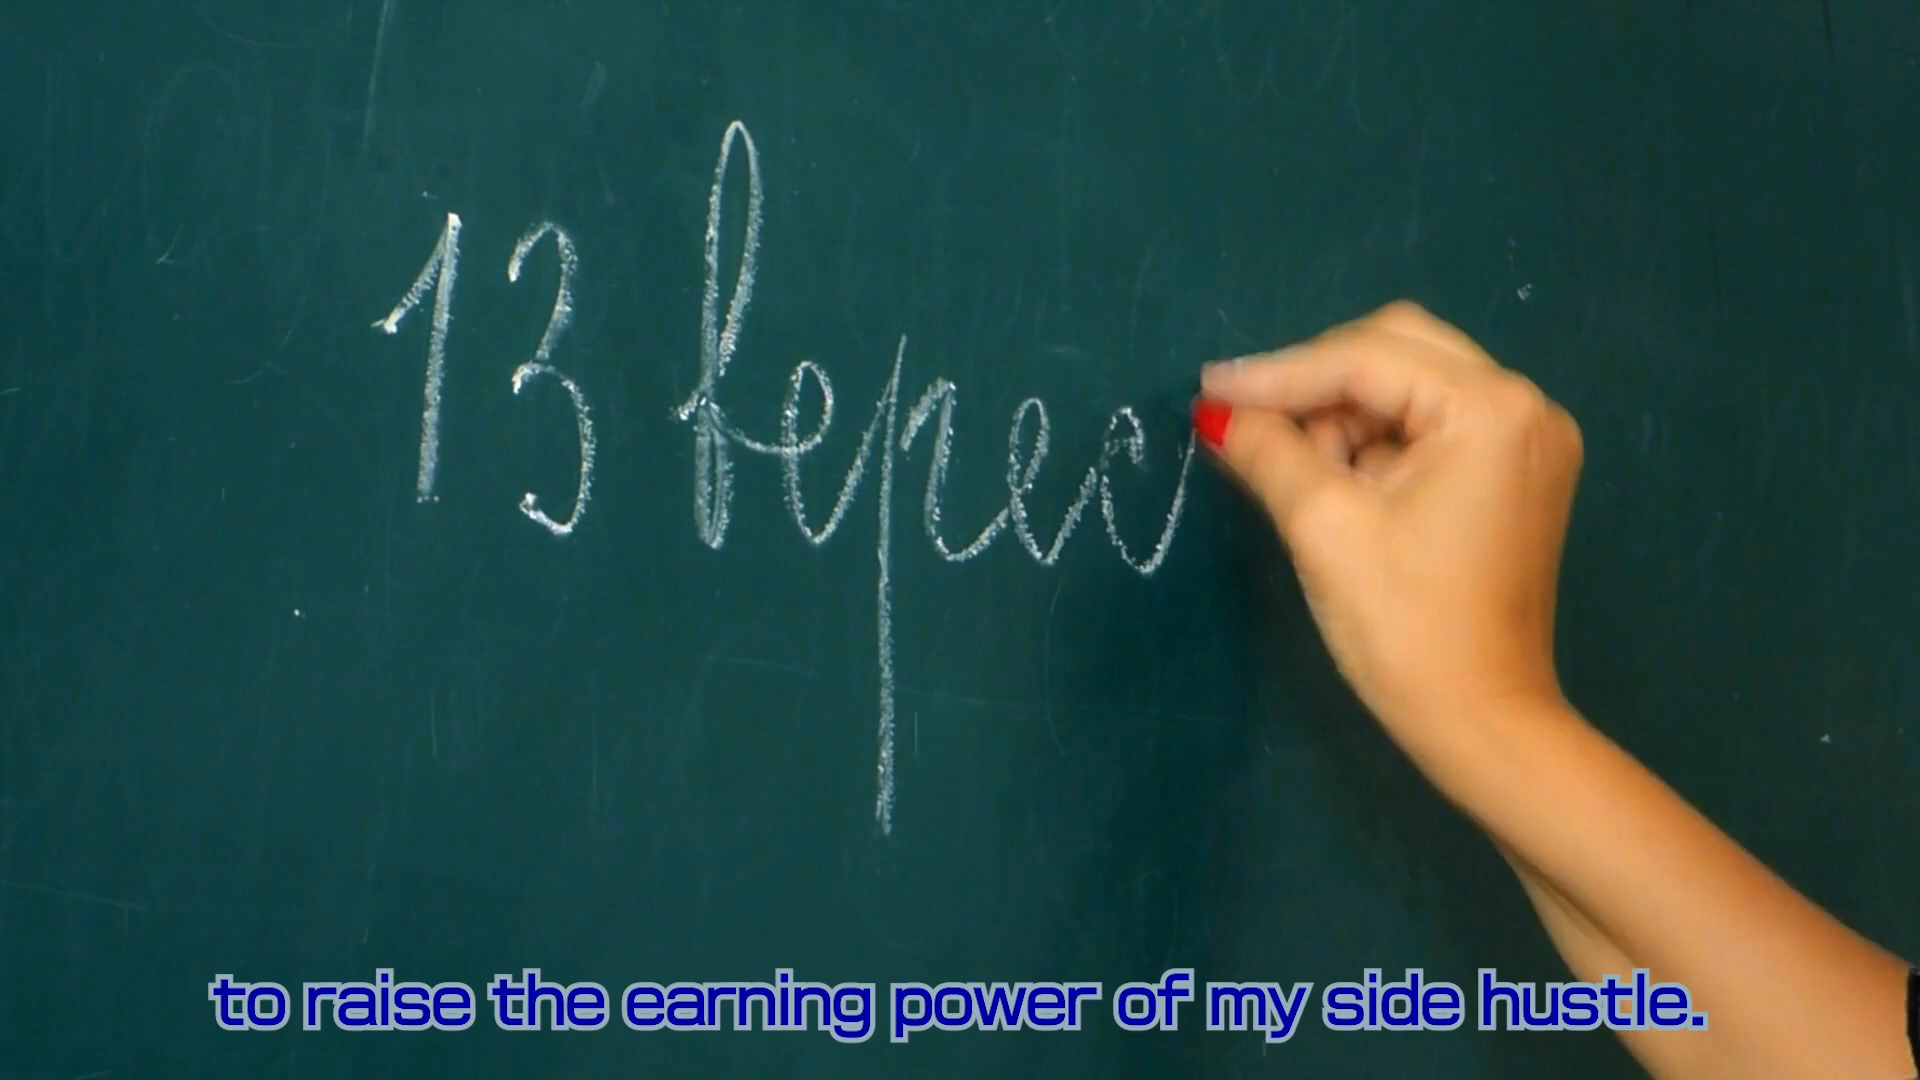 13 верес
to raise the earning power of my side hustle.